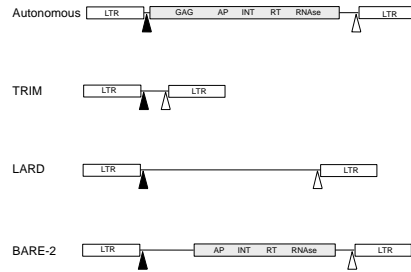 Autonomous LTR GAG AP INT RT RNAse LTR
TRIM LTR LTR
LARD LTR LTR
BARE-2 LTR AP INT RT RNAse LTR